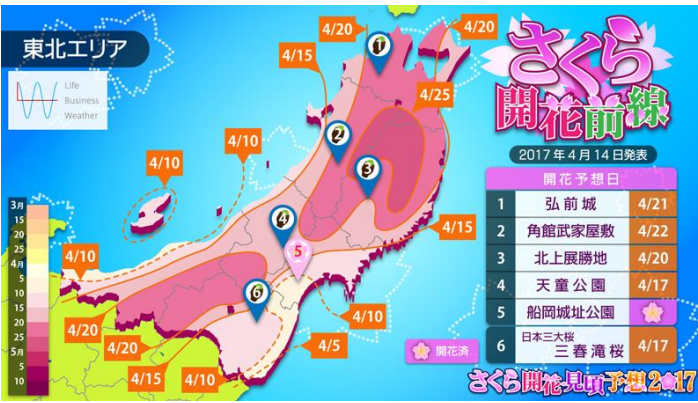 東北エリア
Life
Business
Weather
4/20
4/20
4/15
4/25
4/10
4/10
4/10
4/15
4/10
4/5
4/20
4/20
4/15
4/10
1
2
3
4
5
6
3月
10
15
20
25
4月
5
10
15
20
25
5月
5
10
さくら
開花前線
2017年4月14日発表
開花予想日
1 弘前城 4/21
2 角館武家屋敷 4/22
3 北上展勝地 4/20
4 天童公園 4/17
5 船岡城址公園
6 日本三大桜 三春滝桜 4/17
開花済
さくら開花見頃予想2017